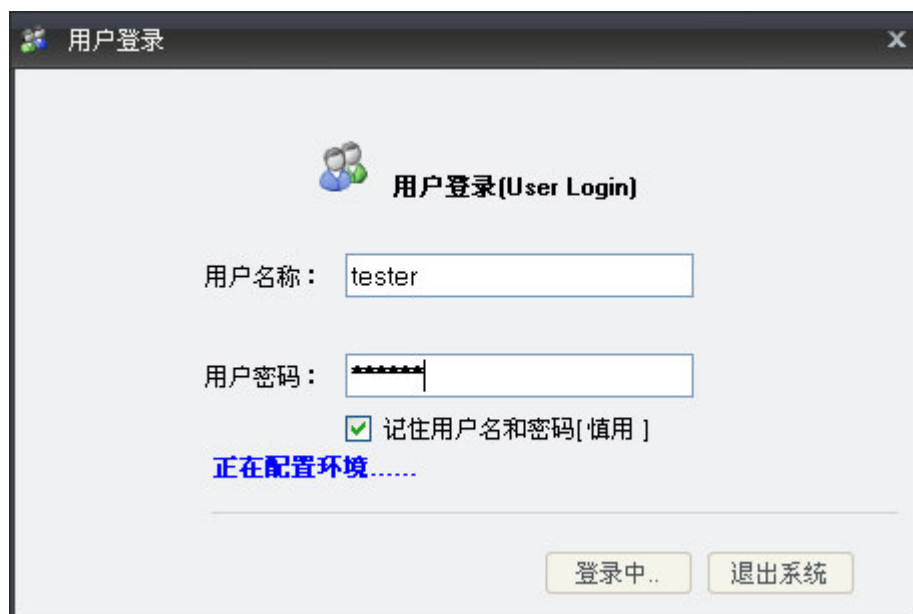 用户登录
用户登录(User Login)
用户名称： tester
用户密码： ******
记住用户名和密码[慎用 ]
正在配置环境......
登录中.. 退出系统